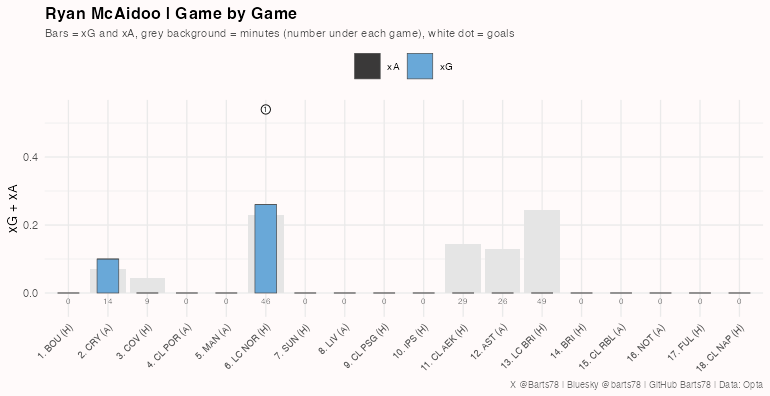 Ryan McAidoo | Game by Game
Bars = xG and xA, grey background = minutes (number under each game), white dot = goals
xA xG
1
xG + xA
0.4
0.2
0.0
0 14 9 0 0 46 0 0 0 0 29 26 49 0 0 0 0 0
1. BOU (H)
2. CRY (A)
3. COV (H)
4. CL POR (A)
5. MAN (A)
6. LC NOR (H)
7. SUN (H)
8. LIV (A)
9. CL PSG (H)
10. IPS (H)
11. CL AEK (H)
12. AST (A)
13. LC BRI (H)
14. BRI (H)
15. CL RBL (A)
16. NOT (A)
17. FUL (H)
18. CL NAP (H)
X @Barts78 | Bluesky @barts78 | GitHub Barts78 | Data: Opta